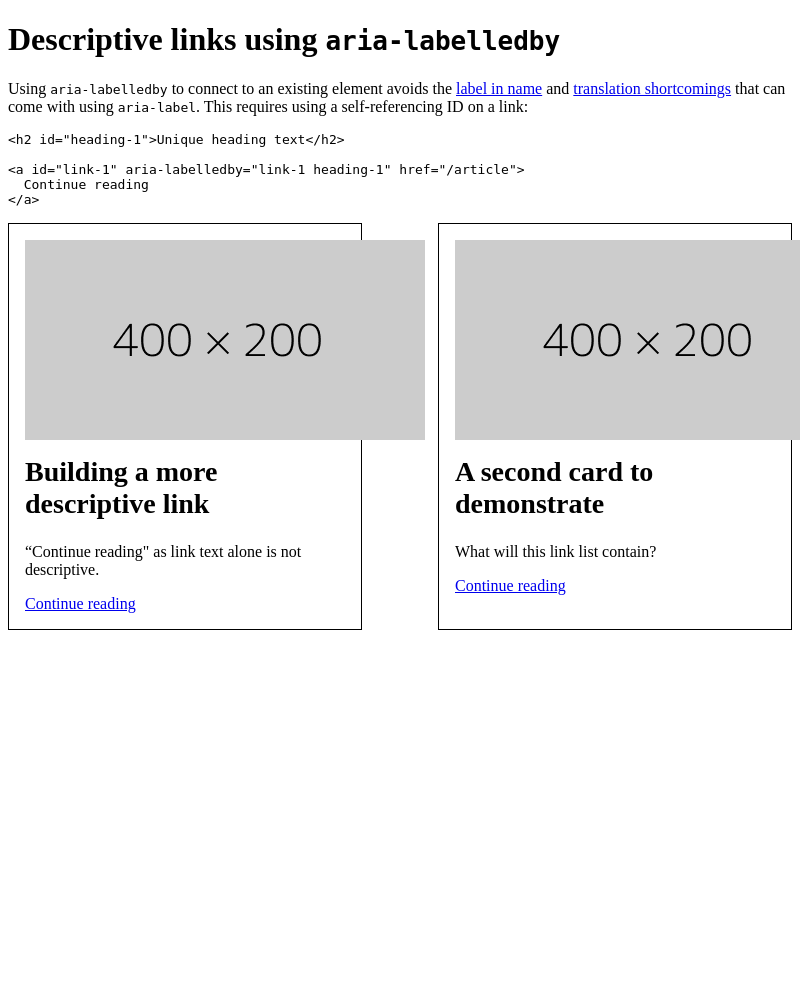 Descriptive links using aria-labelledby
Using aria-labelledby to connect to an existing element avoids the label in name and translation shortcomings that can
come with using aria-label. This requires using a self-referencing ID on a link:
<h2 id="heading-1">Unique heading text</h2>
<a id="link-1" aria-labelledby="link-1 heading-1" href="/article">
  Continue reading
</a>
400 × 200
Building a more
descriptive link
“Continue reading" as link text alone is not
descriptive.
Continue reading
400 × 200
A second card to
demonstrate
What will this link list contain?
Continue reading